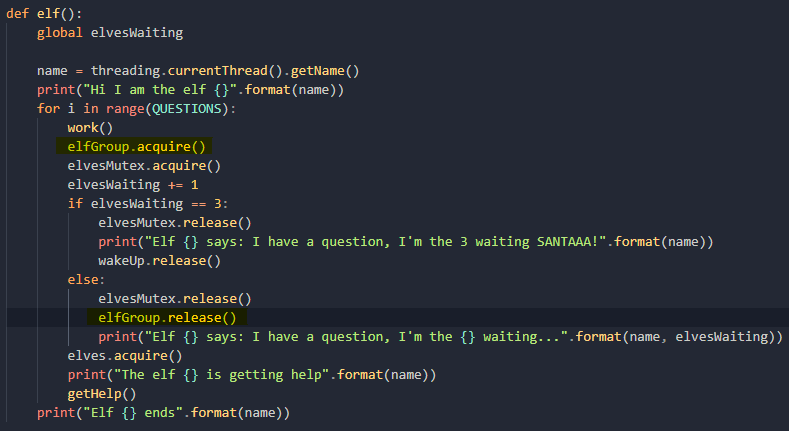 def elf():
    global elvesWaiting

    name = threading.currentThread().getName()
    print("Hi I am the elf {}".format(name))
    for i in range(QUESTIONS):
        work()
        elfGroup.acquire()
        elvesMutex.acquire()
        elvesWaiting += 1
        if elvesWaiting == 3:
            elvesMutex.release()
            print("Elf {} says: I have a question, I'm the 3 waiting SANTAAA!".format(name))
            wakeUp.release()
        else:
            elvesMutex.release()
            elfGroup.release()
            print("Elf {} says: I have a question, I'm the {} waiting...".format(name, elvesWaiting))
        elves.acquire()
        print("The elf {} is getting help".format(name))
        getHelp()
    print("Elf {} ends".format(name))